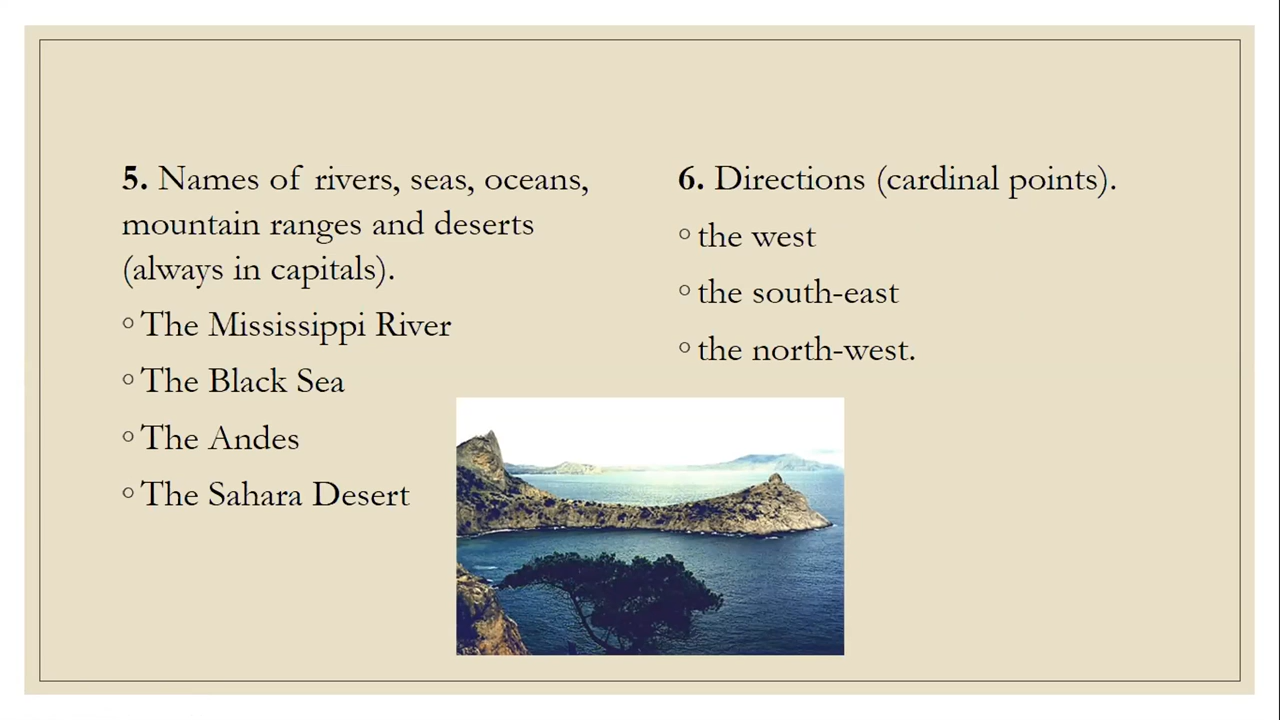 5. Names of rivers, seas, oceans,
mountain ranges and deserts
(always in capitals).
The Mississippi River
The Black Sea
The Andes
The Sahara Desert
6. Directions (cardinal points).
the west
the south-east
the north-west.